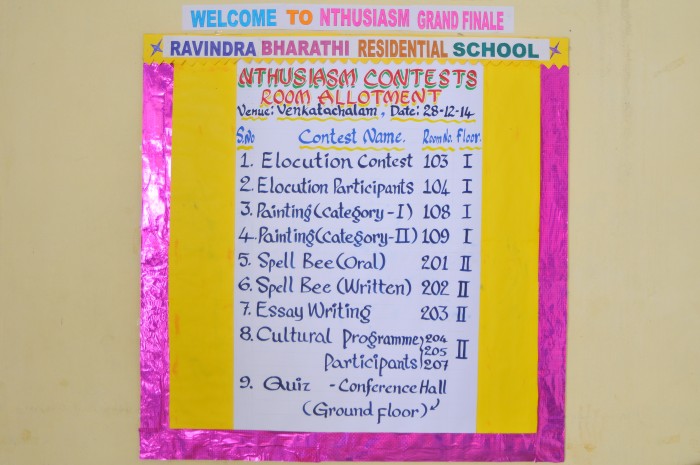 WELCOME TO NTHUSIASM GRAND FINALE
RAVINDRA BHARATHI RESIDENTIAL SCHOOL
NTHUSIASM CONTESTS
ROOM ALLOTMENT
Venue: Venkatachalam, Date: 28-12-14
S.No Contest Name. Room No. Floor.
1. Elocution Contest 103 I
2. Elocution Participants 104 I
3. Painting (category-I) 108 I
4. Painting (category-II) 109 I
5. Spell Bee (Oral) 201 II
6. Spell Bee (Written) 202 II
7. Essay Writing 203 II
8. Cultural Programme 204
205 II
Participants 207
9. Quiz - Conference Hall
(Ground floor)